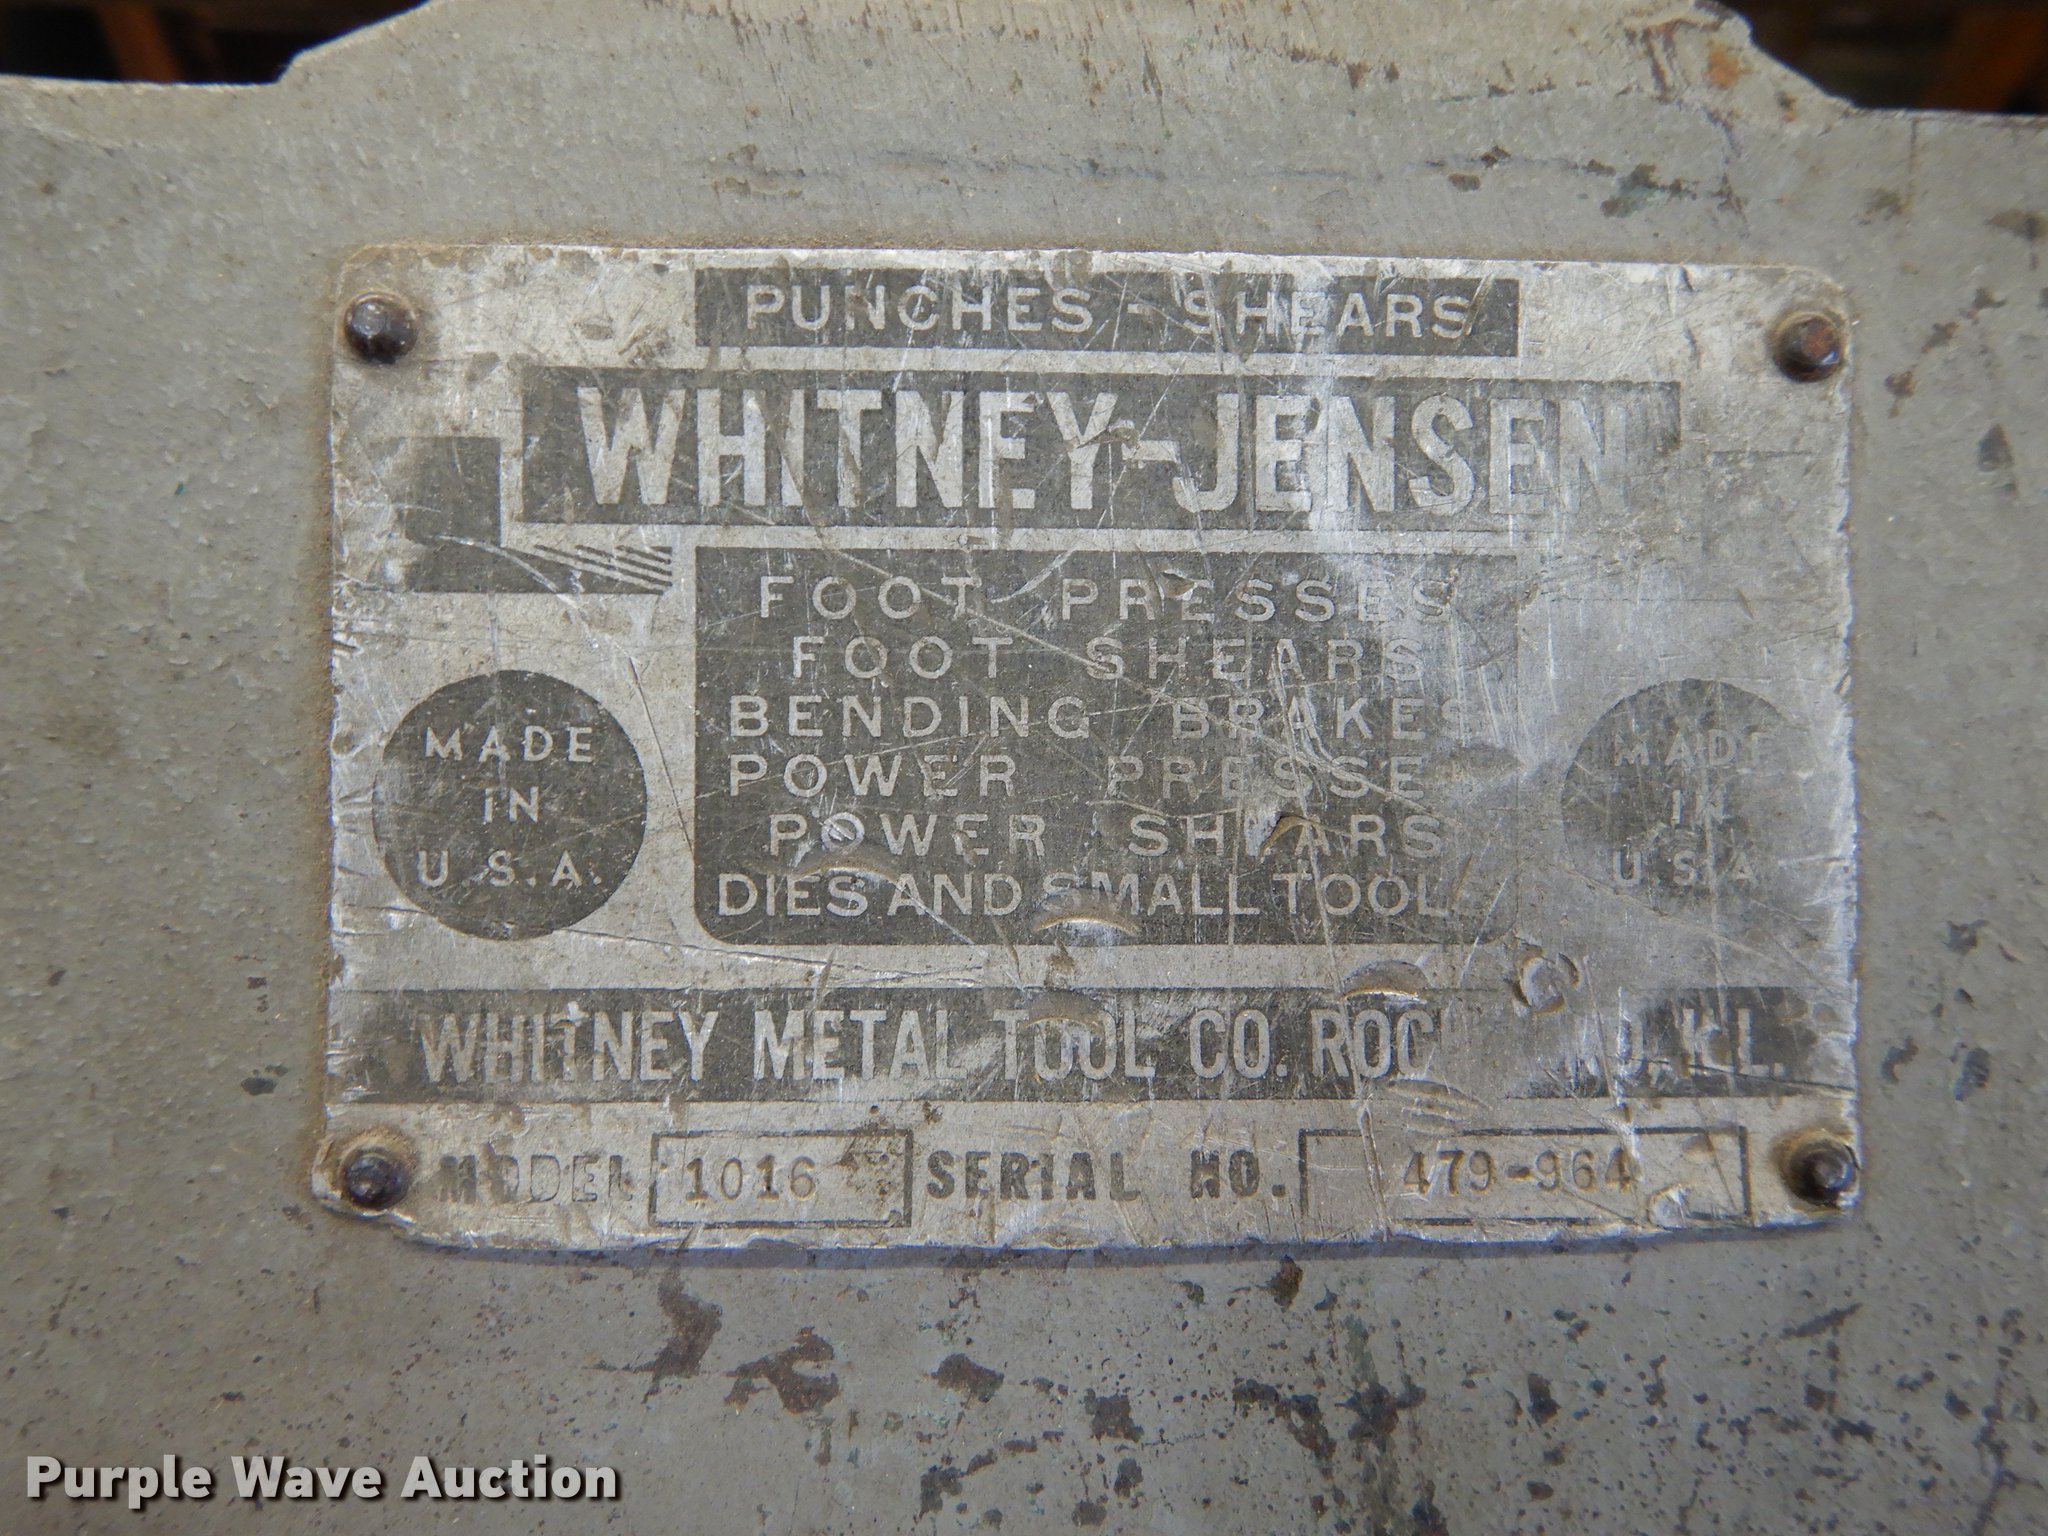 PUNCHES - SHEARS
WHITNEY-JENSEN
FOOT PRESSES
FOOT SHEARS
BENDING BRAKES
POWER PRESSE
POWER SHEARS
DIES AND SMALL TOOL
MADE
IN
U.S.A.
MADE
IN
U.S.A
WHITNEY METAL TOOL CO.
MODEL 1016 SERIAL NO. 479-964
Purple Wave Auction